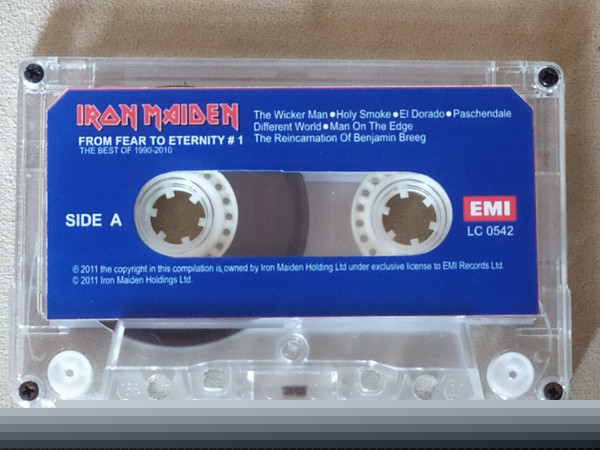 IRON MAIDEN
FROM FEAR TO ETERNITY # 1
THE BEST OF 1990-2010
The Wicker Man●Holy Smoke●El Dorado●Paschendale
Different World●Man On The Edge
The Reincarnation Of Benjamin Breeg
SIDE A
EMI
LC 0542
℗ 2011 the copyright in this compilation is,owned by Iron Maiden Holding Ltd under exclusive license to EMI Records Ltd.
© 2011 Iron Maiden Holdings Ltd.